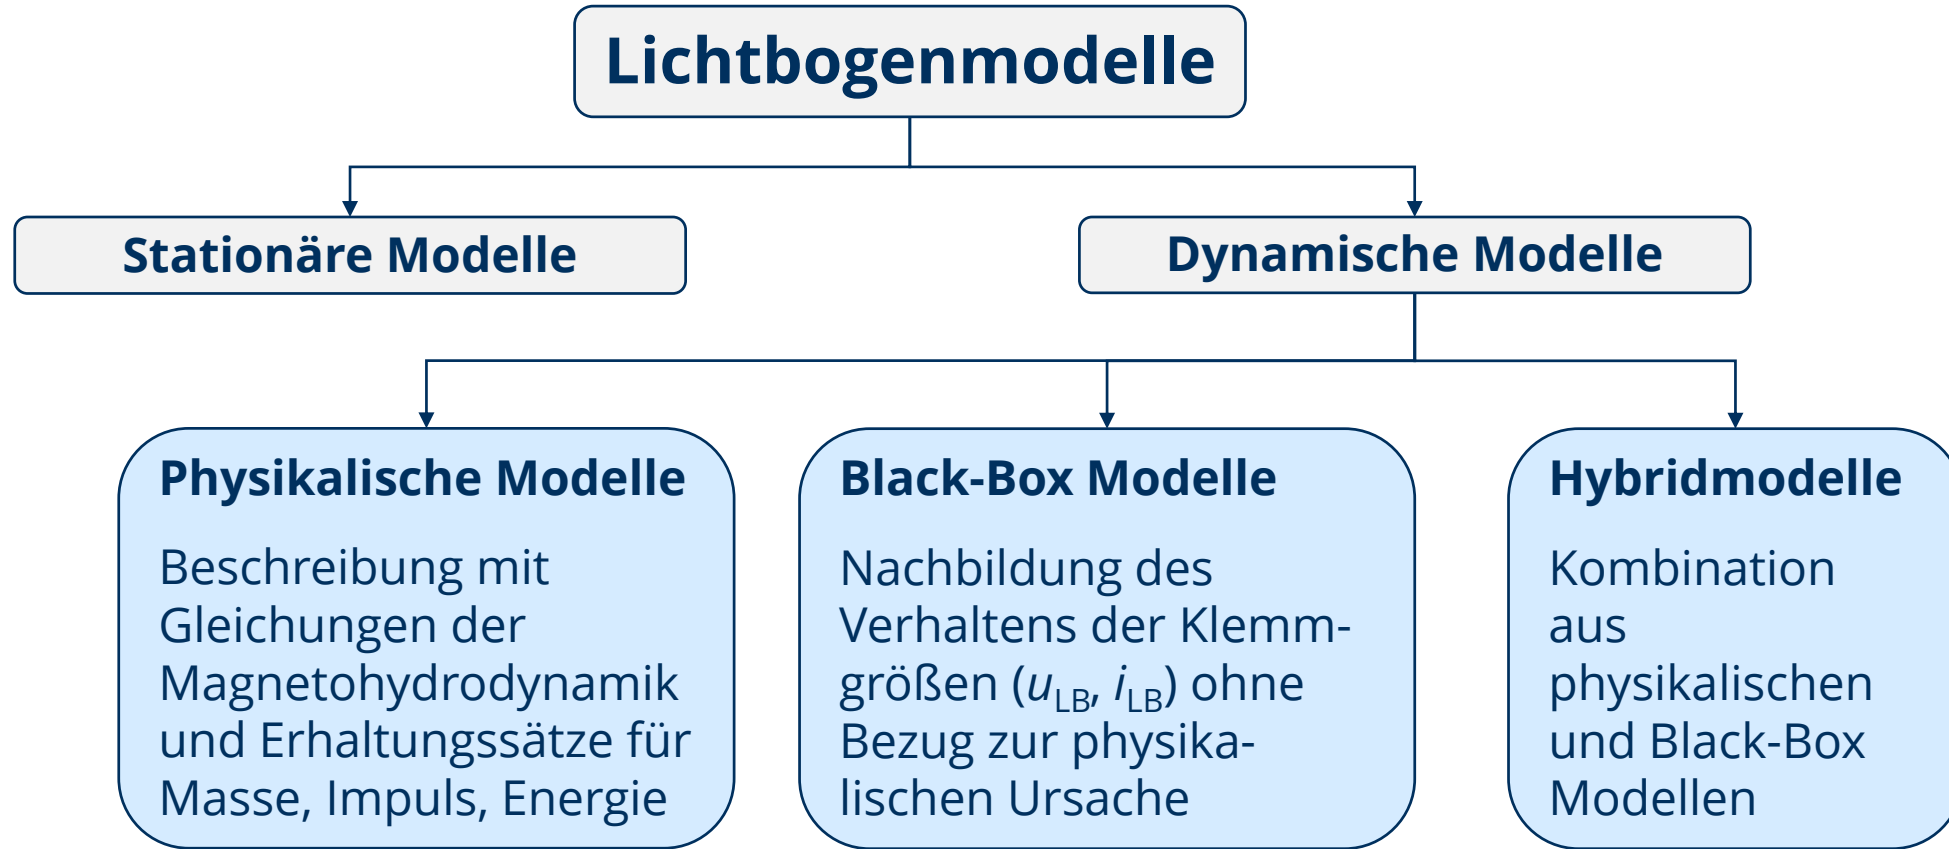 Lichtbogenmodelle
Stationäre Modelle
Dynamische Modelle
Physikalische Modelle
Beschreibung mit
Gleichungen der
Magnetohydrodynamik
und Erhaltungssätze für
Masse, Impuls, Energie
Black-Box Modelle
Nachbildung des
Verhaltens der Klemm-
größen (u_LB, i_LB) ohne
Bezug zur physika-
lischen Ursache
Hybridmodelle
Kombination
aus
physikalischen
und Black-Box
Modellen